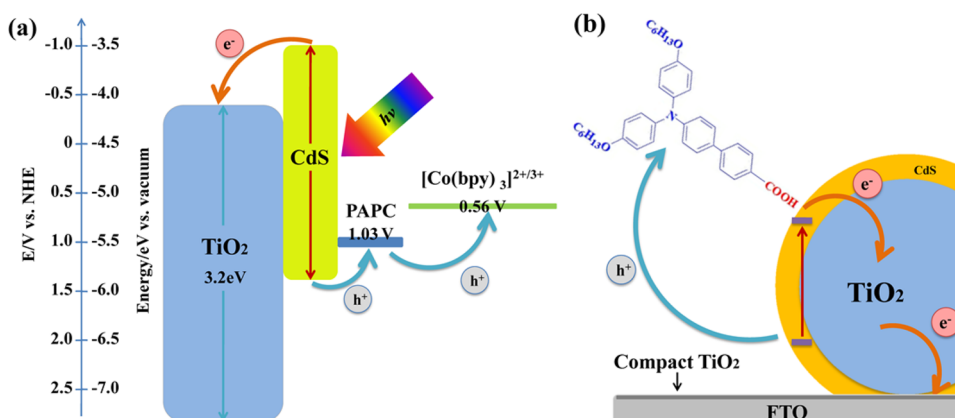 (a)
E/V vs. NHE
-1.0
-0.5
0
0.5
1.0
1.5
2.0
2.5
Energy/eV vs. vacuum
-3.5
-4.0
-4.5
-5.0
-5.5
-6.0
-6.5
-7.0
e-
hν
CdS
TiO2
3.2eV
[Co(bpy) 3]2+/3+
0.56 V
PAPC
1.03 V
h+
h+
(b)
C6H13O
C6H13O
N
COOH
CdS
e-
h+
TiO2
e-
Compact TiO2
FTO